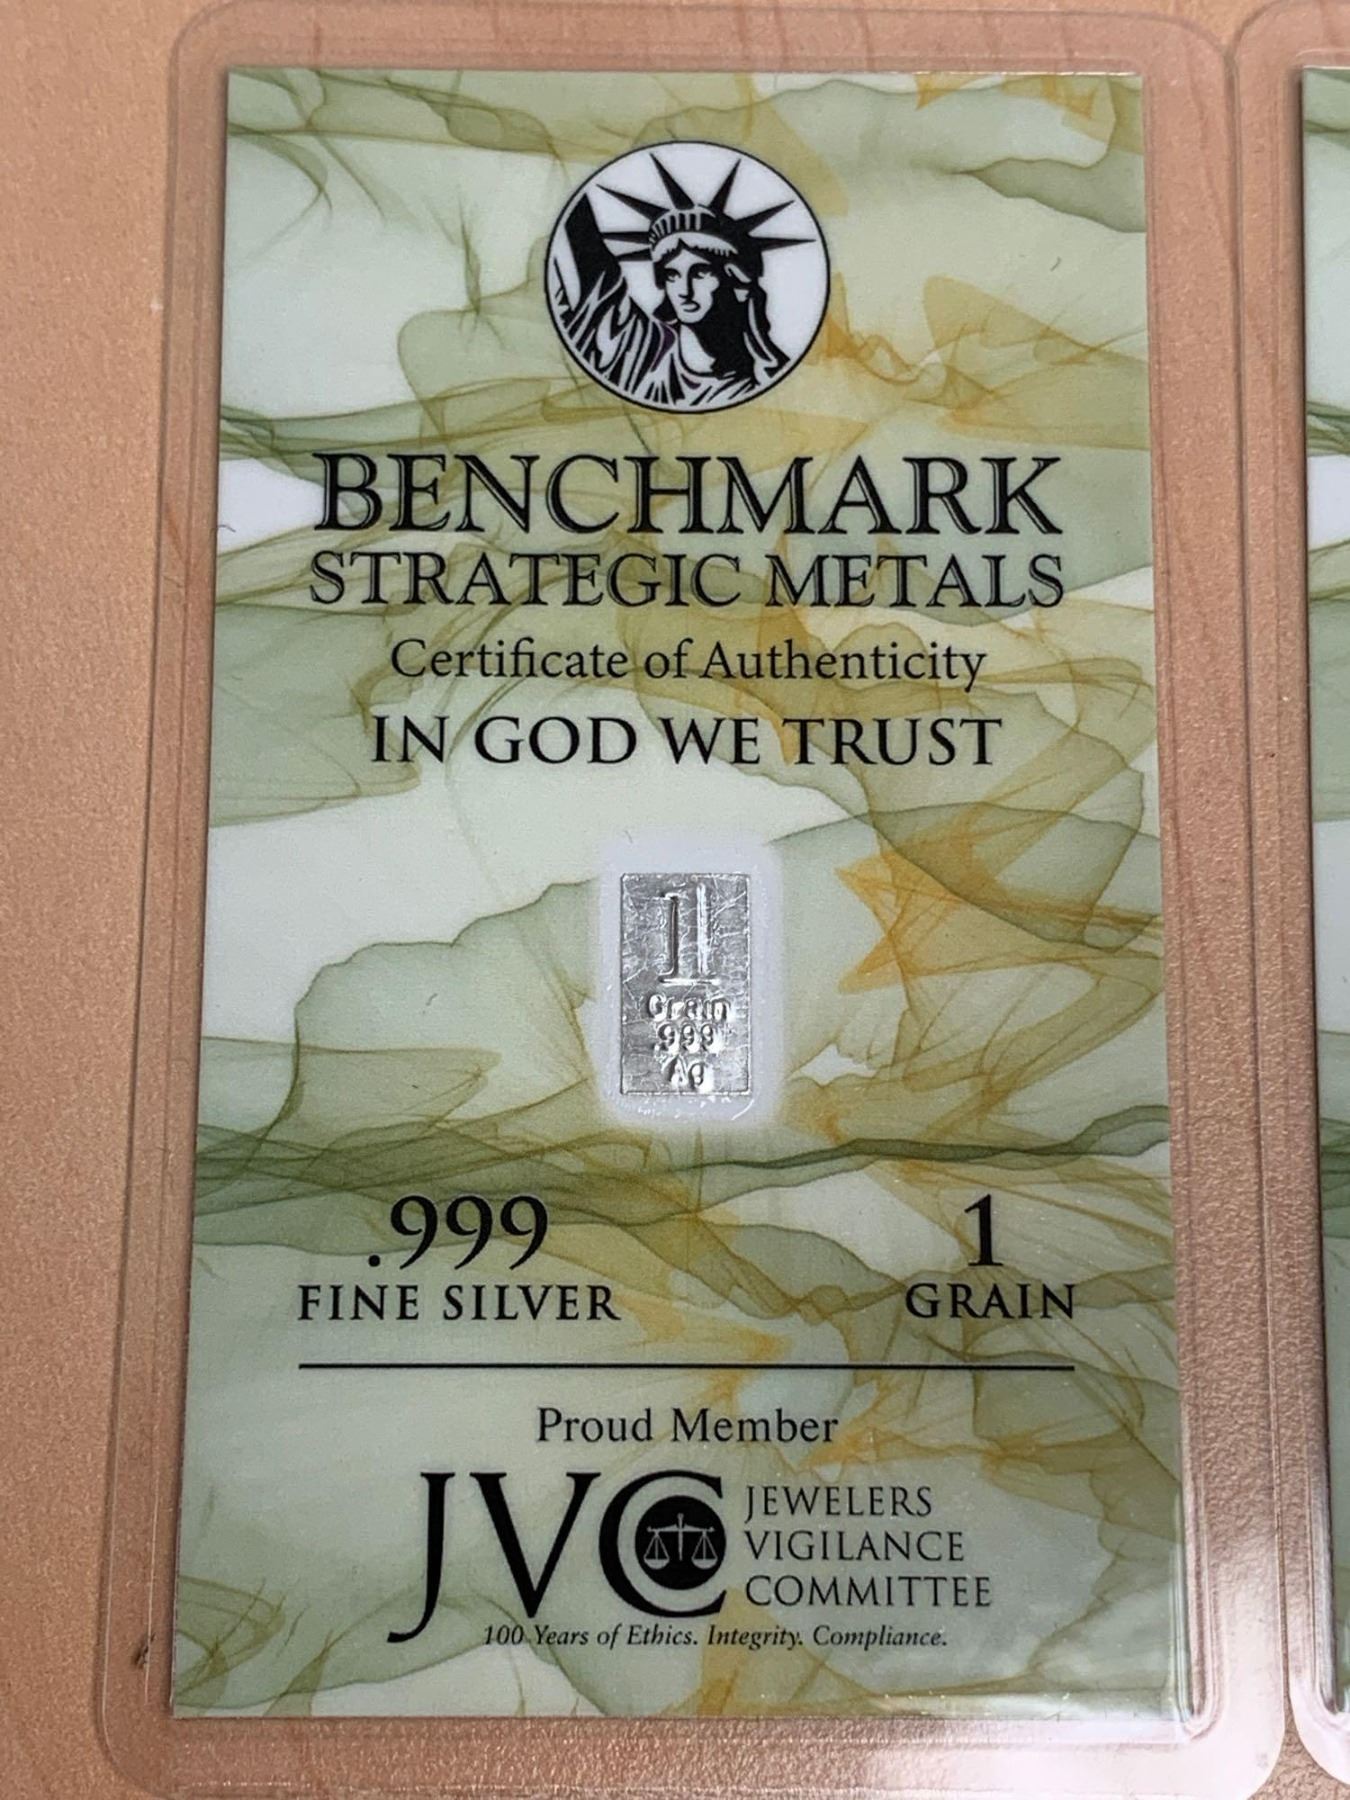 BENCHMARK
STRATEGIC METALS
Certificate of Authenticity
IN GOD WE TRUST
1
Grain
.999
Ag
.999
FINE SILVER
1
GRAIN
Proud Member
JVC
JEWELERS
VIGILANCE
COMMITTEE
100 Years of Ethics. Integrity. Compliance.